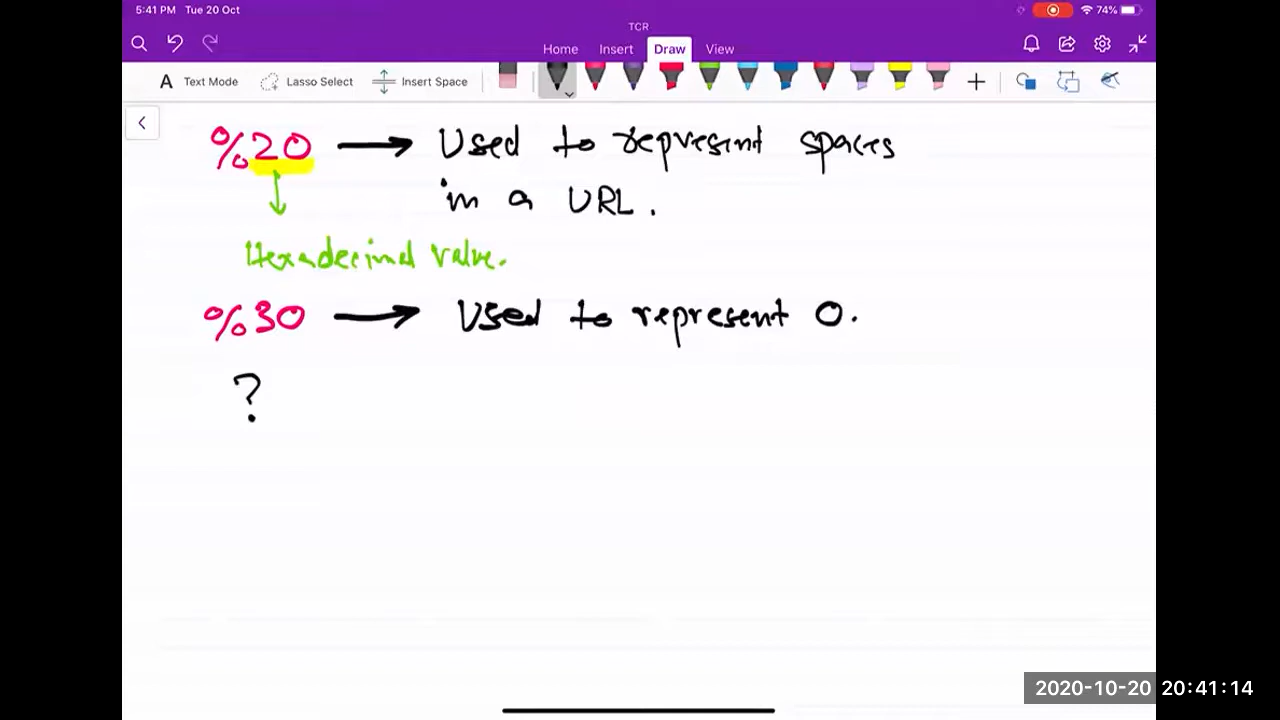 5:41 PM Tue 20 Oct
74%
TCR
Home Insert Draw View
Text Mode Lasso Select Insert Space
%20 → Used to represent spaces
in a URL.
Hexadecimal value.
%30 → Used to represent 0.
?
2020-10-20 20:41:14